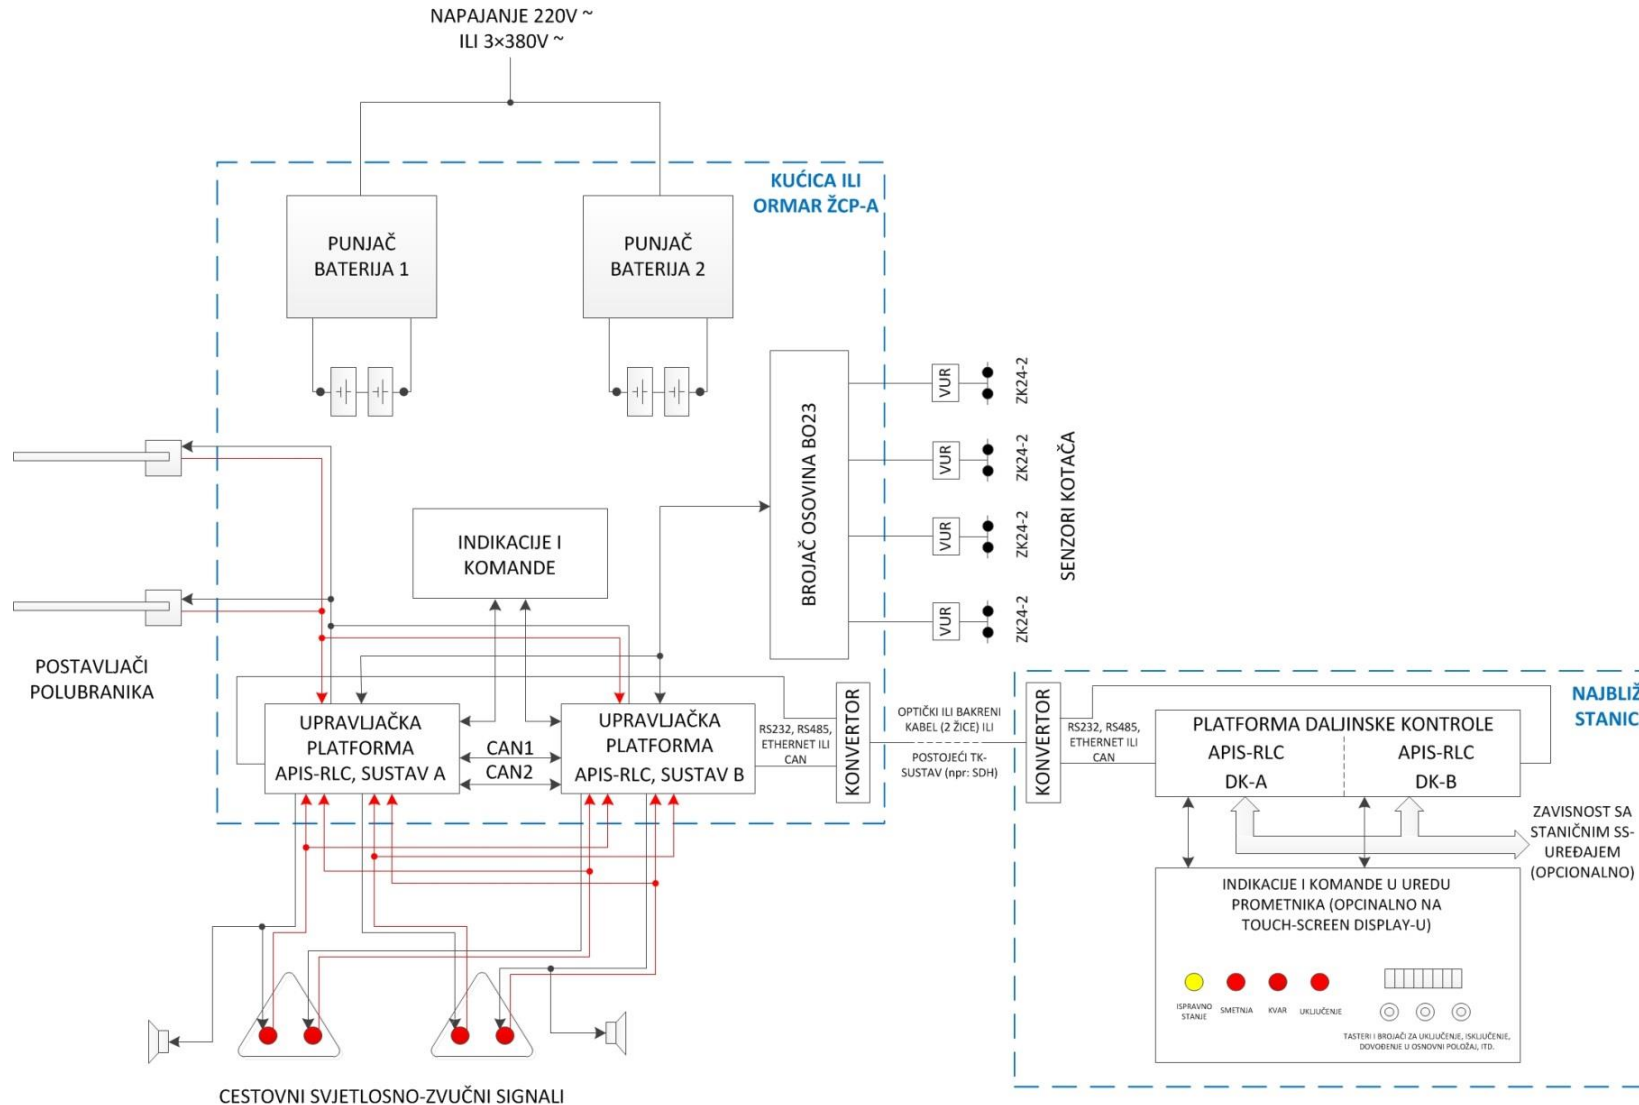 NAPAJANJE 220V ~
ILI 3×380V ~
KUĆICA ILI
ORMAR ŽCP-A
PUNJAČ
BATERIJA 1
PUNJAČ
BATERIJA 2
BROJAČ OSOVINA BO23
VUR
ZK24-2
VUR
ZK24-2
VUR
ZK24-2
VUR
ZK24-2
SENZORI KOTAČA
INDIKACIJE I
KOMANDE
POSTAVLJAČI
POLUBRANIKA
UPRAVLJAČKA
PLATFORMA
APIS-RLC, SUSTAV A
CAN1
CAN2
UPRAVLJAČKA
PLATFORMA
APIS-RLC, SUSTAV B
RS232, RS485,
ETHERNET ILI
CAN
KONVERTOR
OPTIČKI ILI BAKRENI
KABEL (2 ŽICE) ILI
POSTOJEĆI TK-
SUSTAV (npr: SDH)
KONVERTOR
RS232, RS485,
ETHERNET ILI
CAN
NAJBLIŽ
STANIC
PLATFORMA DALJINSKE KONTROLE
APIS-RLC
DK-A
APIS-RLC
DK-B
ZAVISNOST SA
STANIČNIM SS-
UREĐAJEM
(OPCIONALNO)
INDIKACIJE I KOMANDE U UREDU
PROMETNIKA (OPCINALNO NA
TOUCH-SCREEN DISPLAY-U)
ISPRAVNO
STANJE
SMETNJA
KVAR
UKLJUČENJE
TASTERI I BROJAČI ZA UKLJUČENJE, ISKLJUČENJE,
DOVOĐENJE U OSNOVNI POLOŽAJ, ITD.
CESTOVNI SVJETLOSNO-ZVUČNI SIGNALI